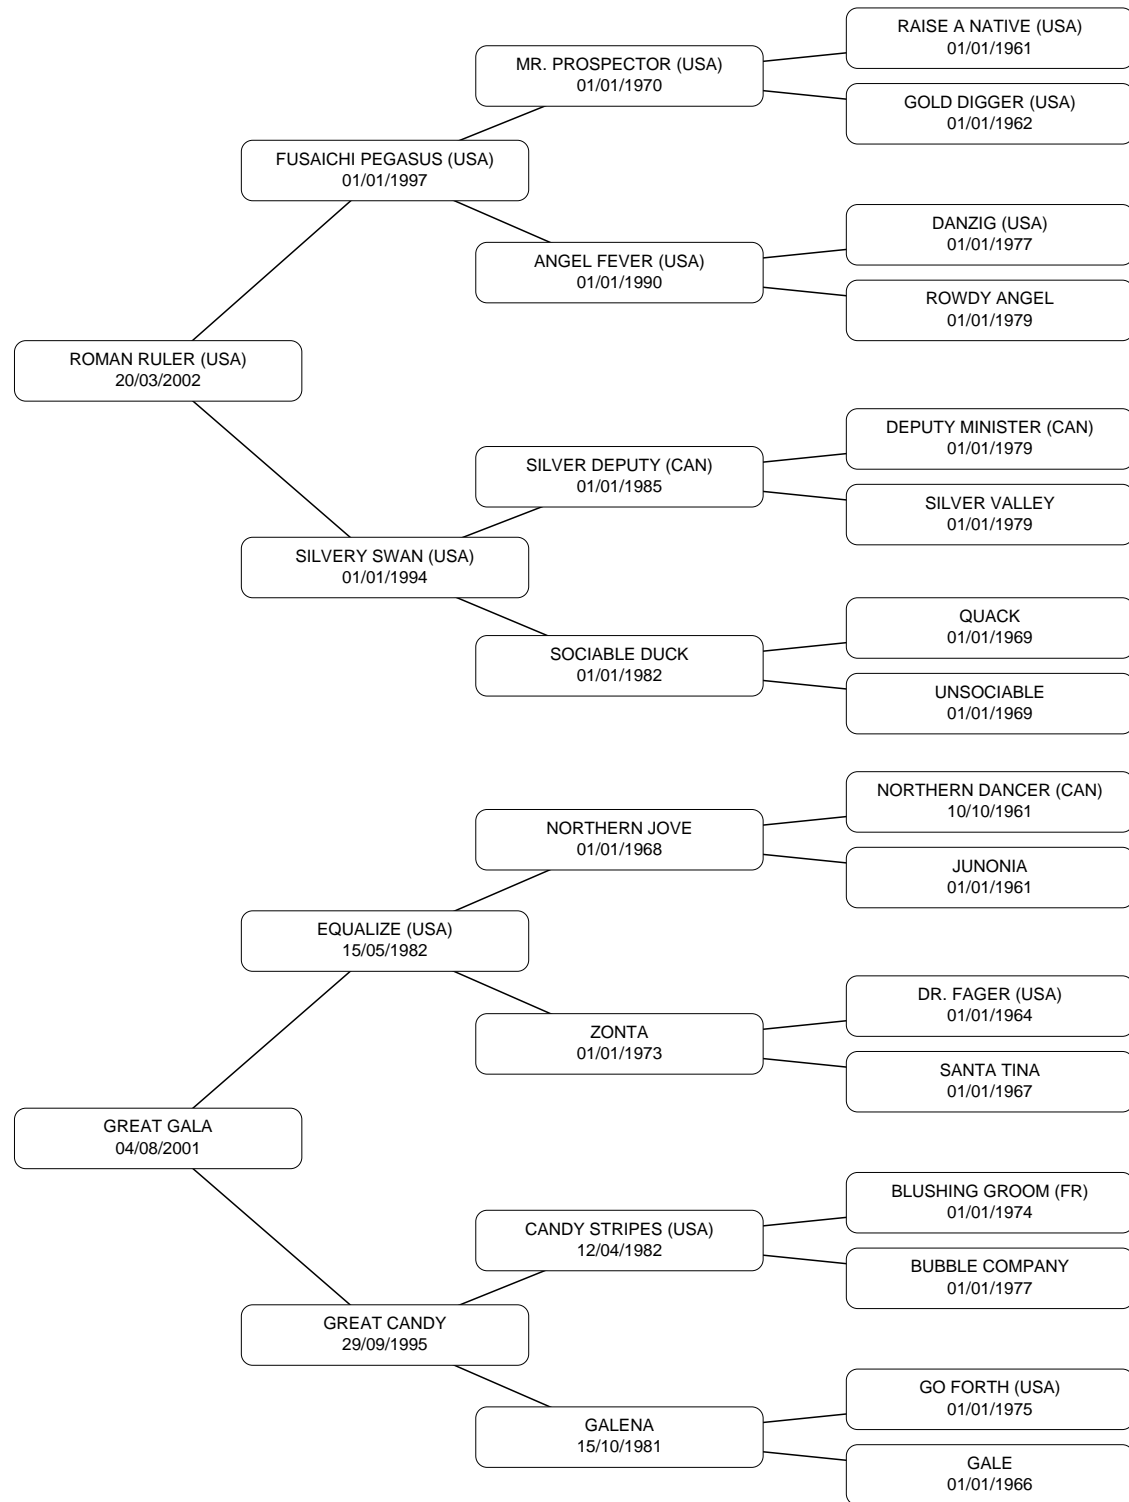 RAISE A NATIVE (USA)
01/01/1961
MR. PROSPECTOR (USA)
01/01/1970
GOLD DIGGER (USA)
01/01/1962
FUSAICHI PEGASUS (USA)
01/01/1997
DANZIG (USA)
01/01/1977
ANGEL FEVER (USA)
01/01/1990
ROWDY ANGEL
01/01/1979
ROMAN RULER (USA)
20/03/2002
DEPUTY MINISTER (CAN)
01/01/1979
SILVER DEPUTY (CAN)
01/01/1985
SILVER VALLEY
01/01/1979
SILVERY SWAN (USA)
01/01/1994
QUACK
01/01/1969
SOCIABLE DUCK
01/01/1982
UNSOCIABLE
01/01/1969
NORTHERN DANCER (CAN)
10/10/1961
NORTHERN JOVE
01/01/1968
JUNONIA
01/01/1961
EQUALIZE (USA)
15/05/1982
DR. FAGER (USA)
01/01/1964
ZONTA
01/01/1973
SANTA TINA
01/01/1967
GREAT GALA
04/08/2001
BLUSHING GROOM (FR)
01/01/1974
CANDY STRIPES (USA)
12/04/1982
BUBBLE COMPANY
01/01/1977
GREAT CANDY
29/09/1995
GO FORTH (USA)
01/01/1975
GALENA
15/10/1981
GALE
01/01/1966